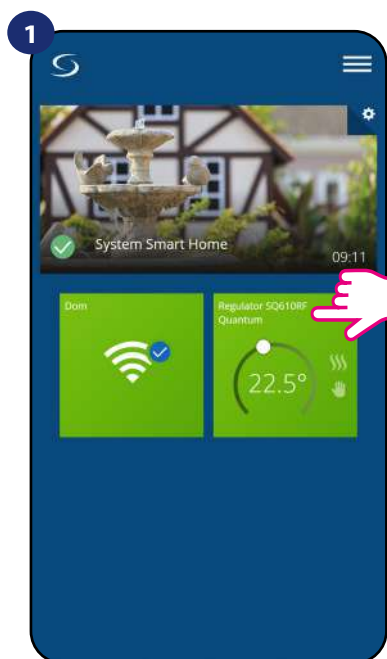 1
System Smart Home
09:11
Dom
Regulator SQ610RF
Quantum
22.5°